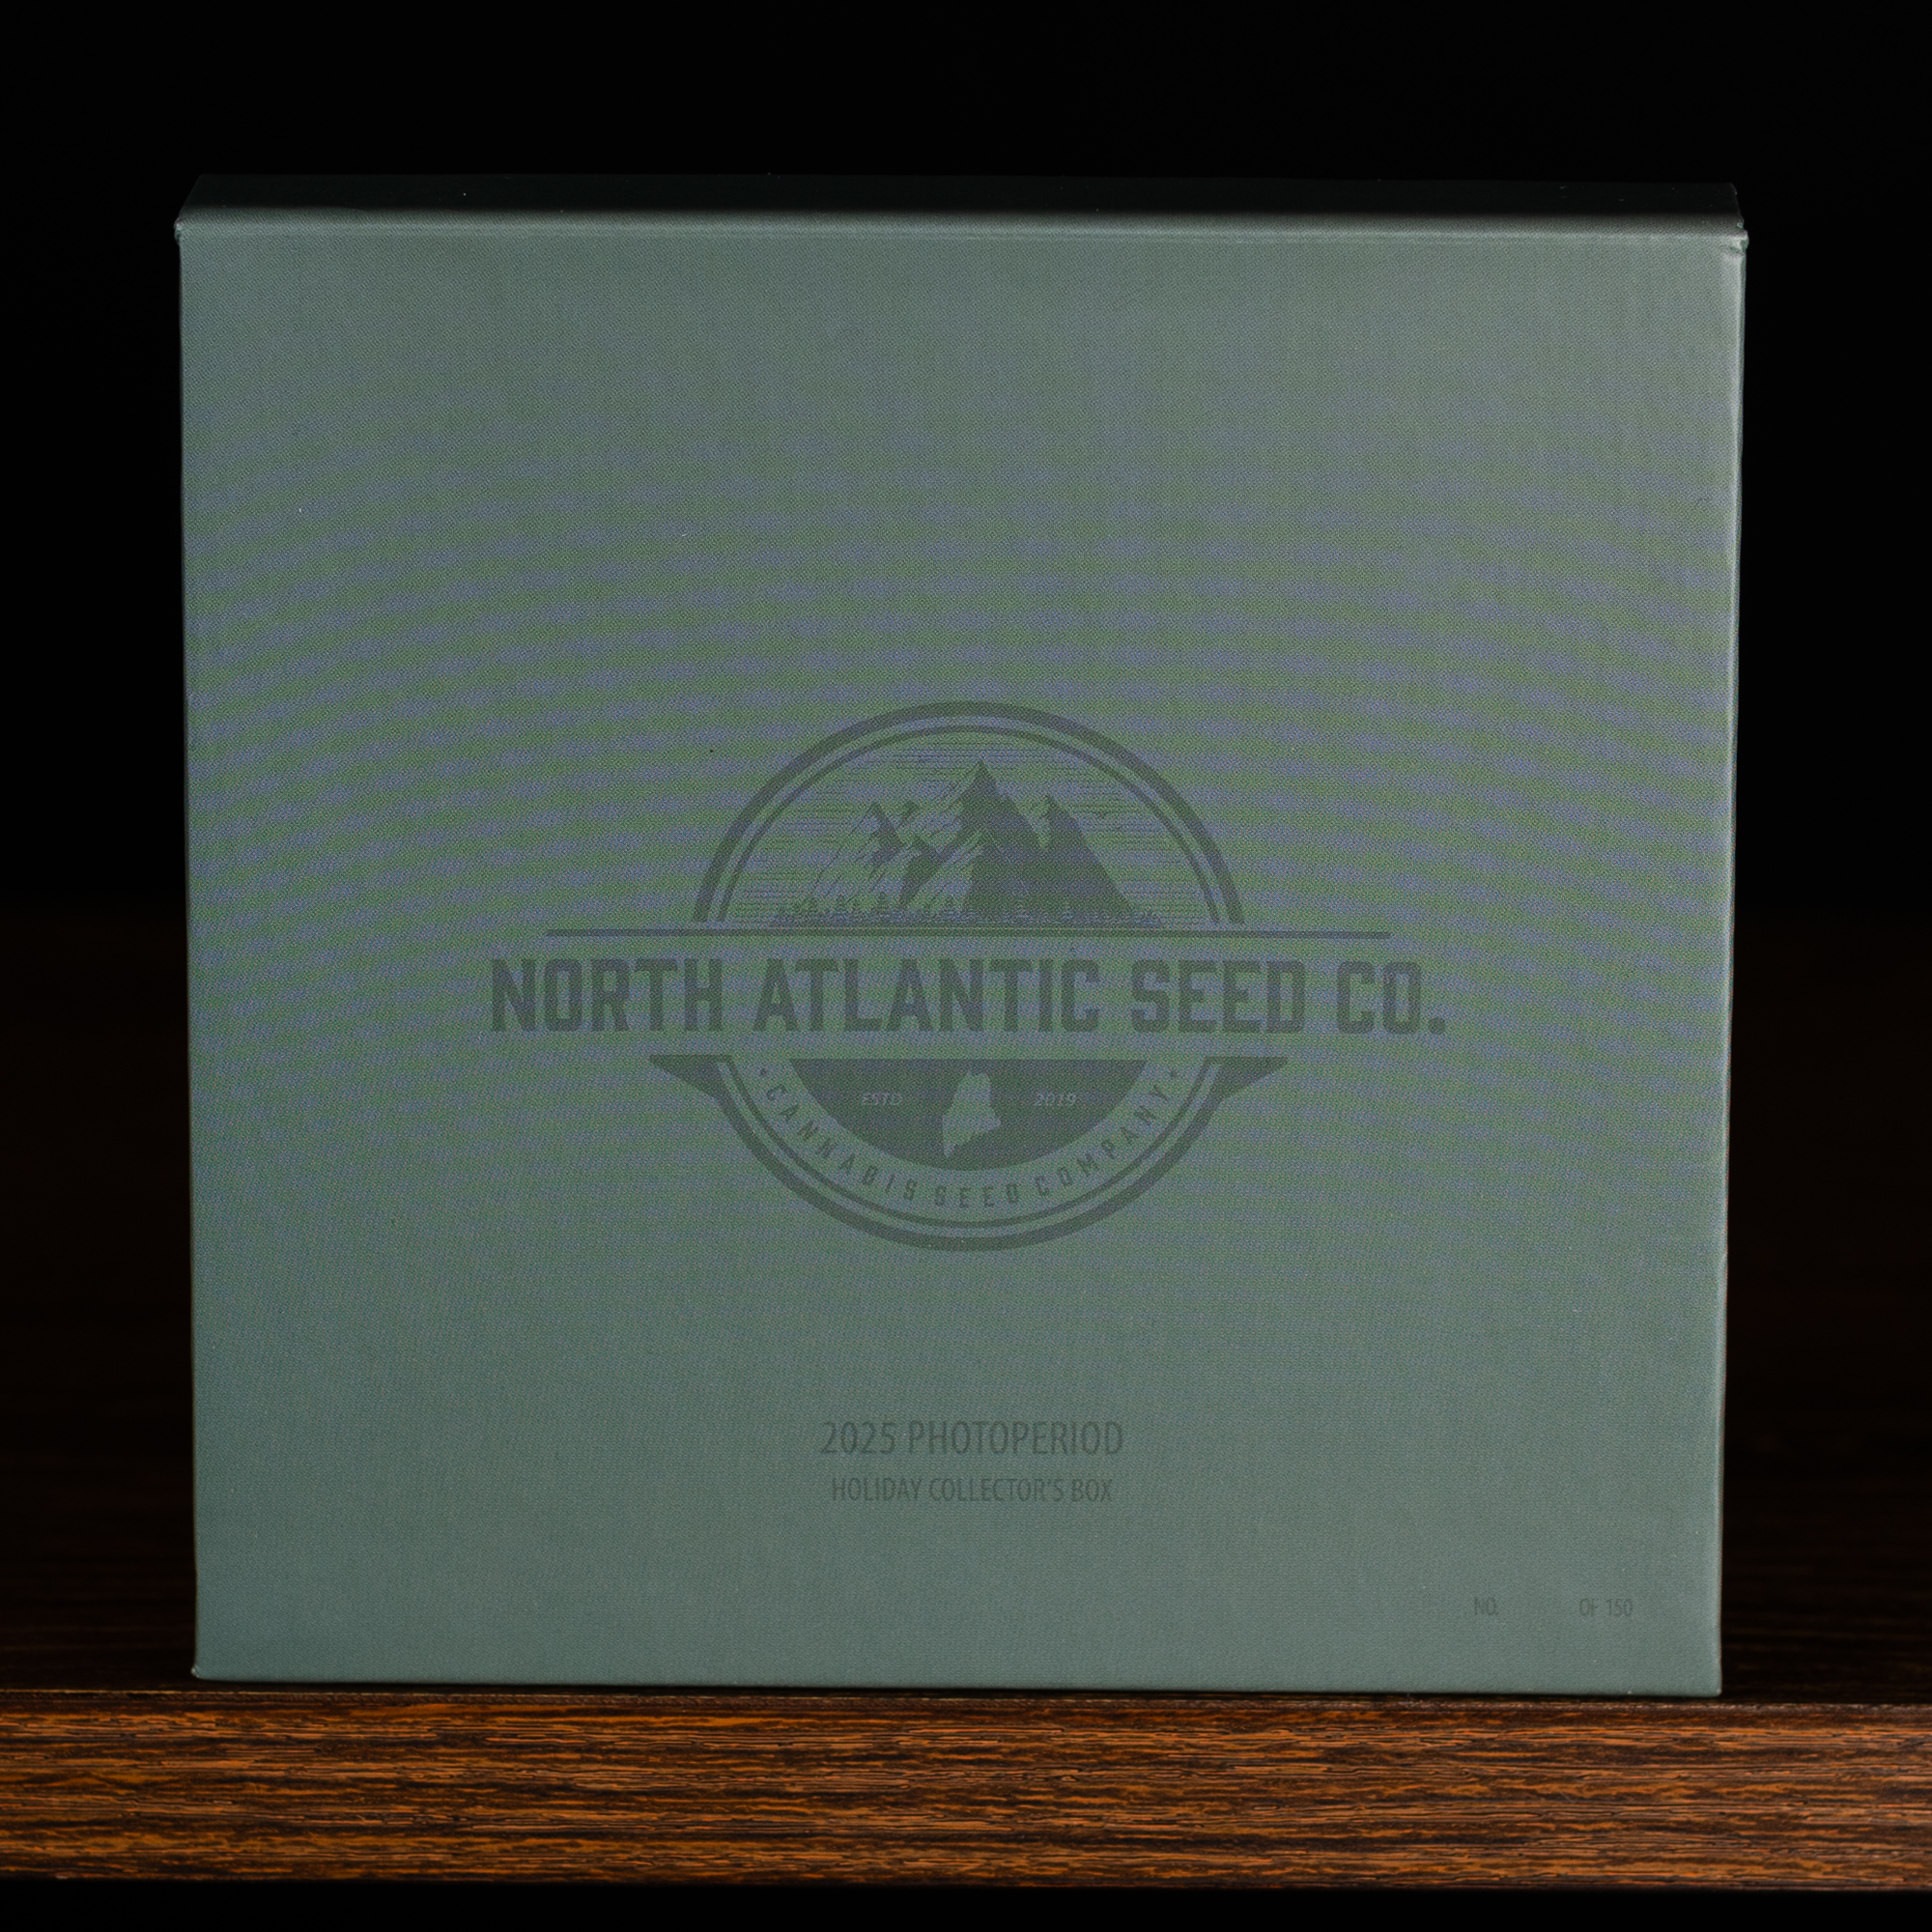 NORTH ATLANTIC SEED CO.
ESTD 2019
• CANNABIS SEED COMPANY •
2025 PHOTOPERIOD
HOLIDAY COLLECTOR'S BOX
NO. OF 150